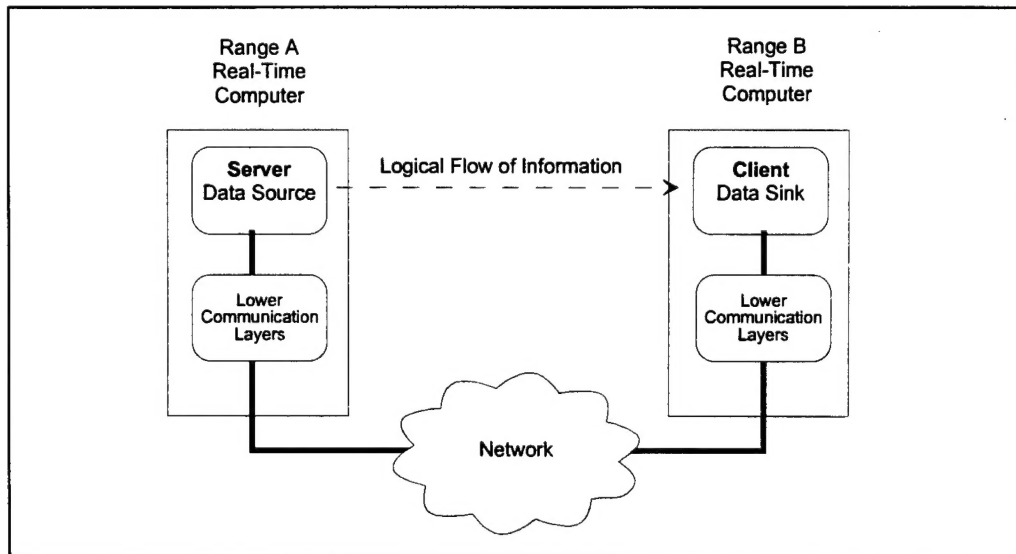 Range A
Real-Time
Computer
Range B
Real-Time
Computer
Server
Data Source
Logical Flow of Information
Client
Data Sink
Lower
Communication
Layers
Lower
Communication
Layers
Network